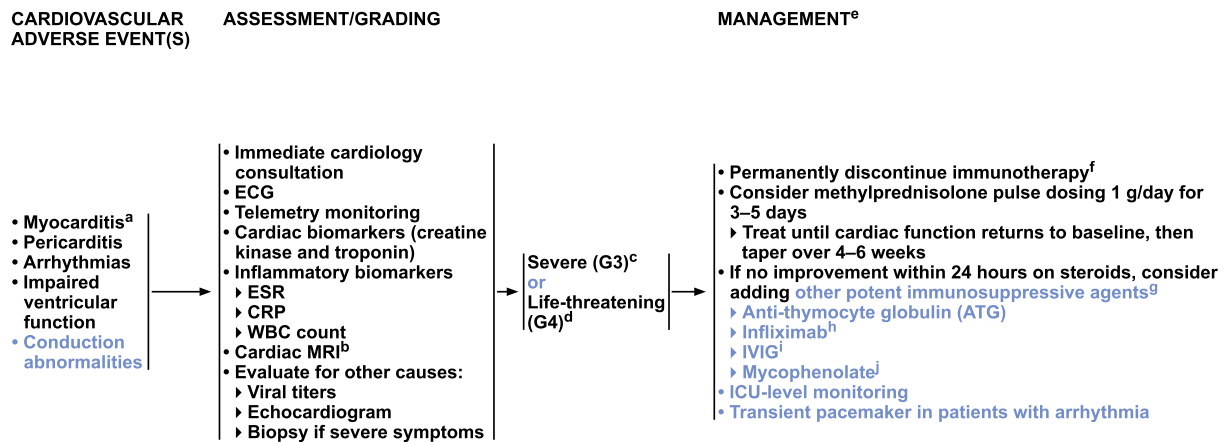 CARDIOVASCULAR
ADVERSE EVENT(S)
ASSESSMENT/GRADING
MANAGEMENTe
• Myocarditisa
• Pericarditis
• Arrhythmias
• Impaired
ventricular
function
• Conduction
abnormalities
• Immediate cardiology
consultation
• ECG
• Telemetry monitoring
• Cardiac biomarkers (creatine
kinase and troponin)
• Inflammatory biomarkers
▸ ESR
▸ CRP
▸ WBC count
• Cardiac MRIb
• Evaluate for other causes:
▸ Viral titers
▸ Echocardiogram
▸ Biopsy if severe symptoms
Severe (G3)c
or
Life-threatening
(G4)d
• Permanently discontinue immunotherapyf
• Consider methylprednisolone pulse dosing 1 g/day for
3–5 days
▸ Treat until cardiac function returns to baseline, then
taper over 4–6 weeks
• If no improvement within 24 hours on steroids, consider
adding other potent immunosuppressive agentsg
▸ Anti-thymocyte globulin (ATG)
▸ Infliximabh
▸ IVIGi
▸ Mycophenolatej
• ICU-level monitoring
• Transient pacemaker in patients with arrhythmia